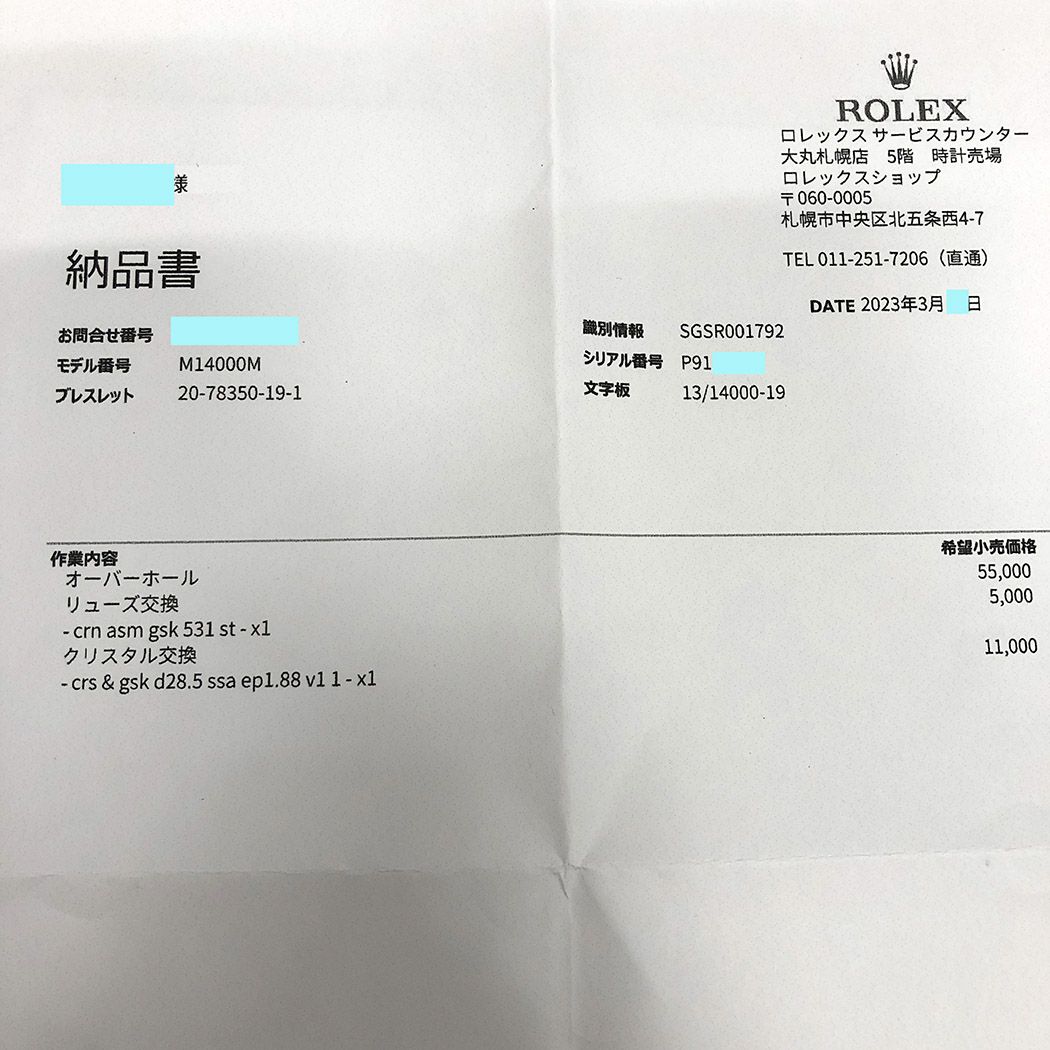 ROLEX
ロレックス サービスカウンター
大丸札幌店 5階 時計売場
ロレックスショップ
〒060-0005
札幌市中央区北五条西4-7
TEL 011-251-7206（直通）
DATE 2023年3月 日
様
納品書
お問合せ番号
モデル番号 M14000M
ブレスレット 20-78350-19-1
識別情報 SGSR001792
シリアル番号 P91
文字板 13/14000-19
作業内容 希望小売価格
オーバーホール 55,000
リューズ交換 5,000
- crn asm gsk 531 st - x1
クリスタル交換 11,000
- crs & gsk d28.5 ssa ep1.88 v1 1 - x1